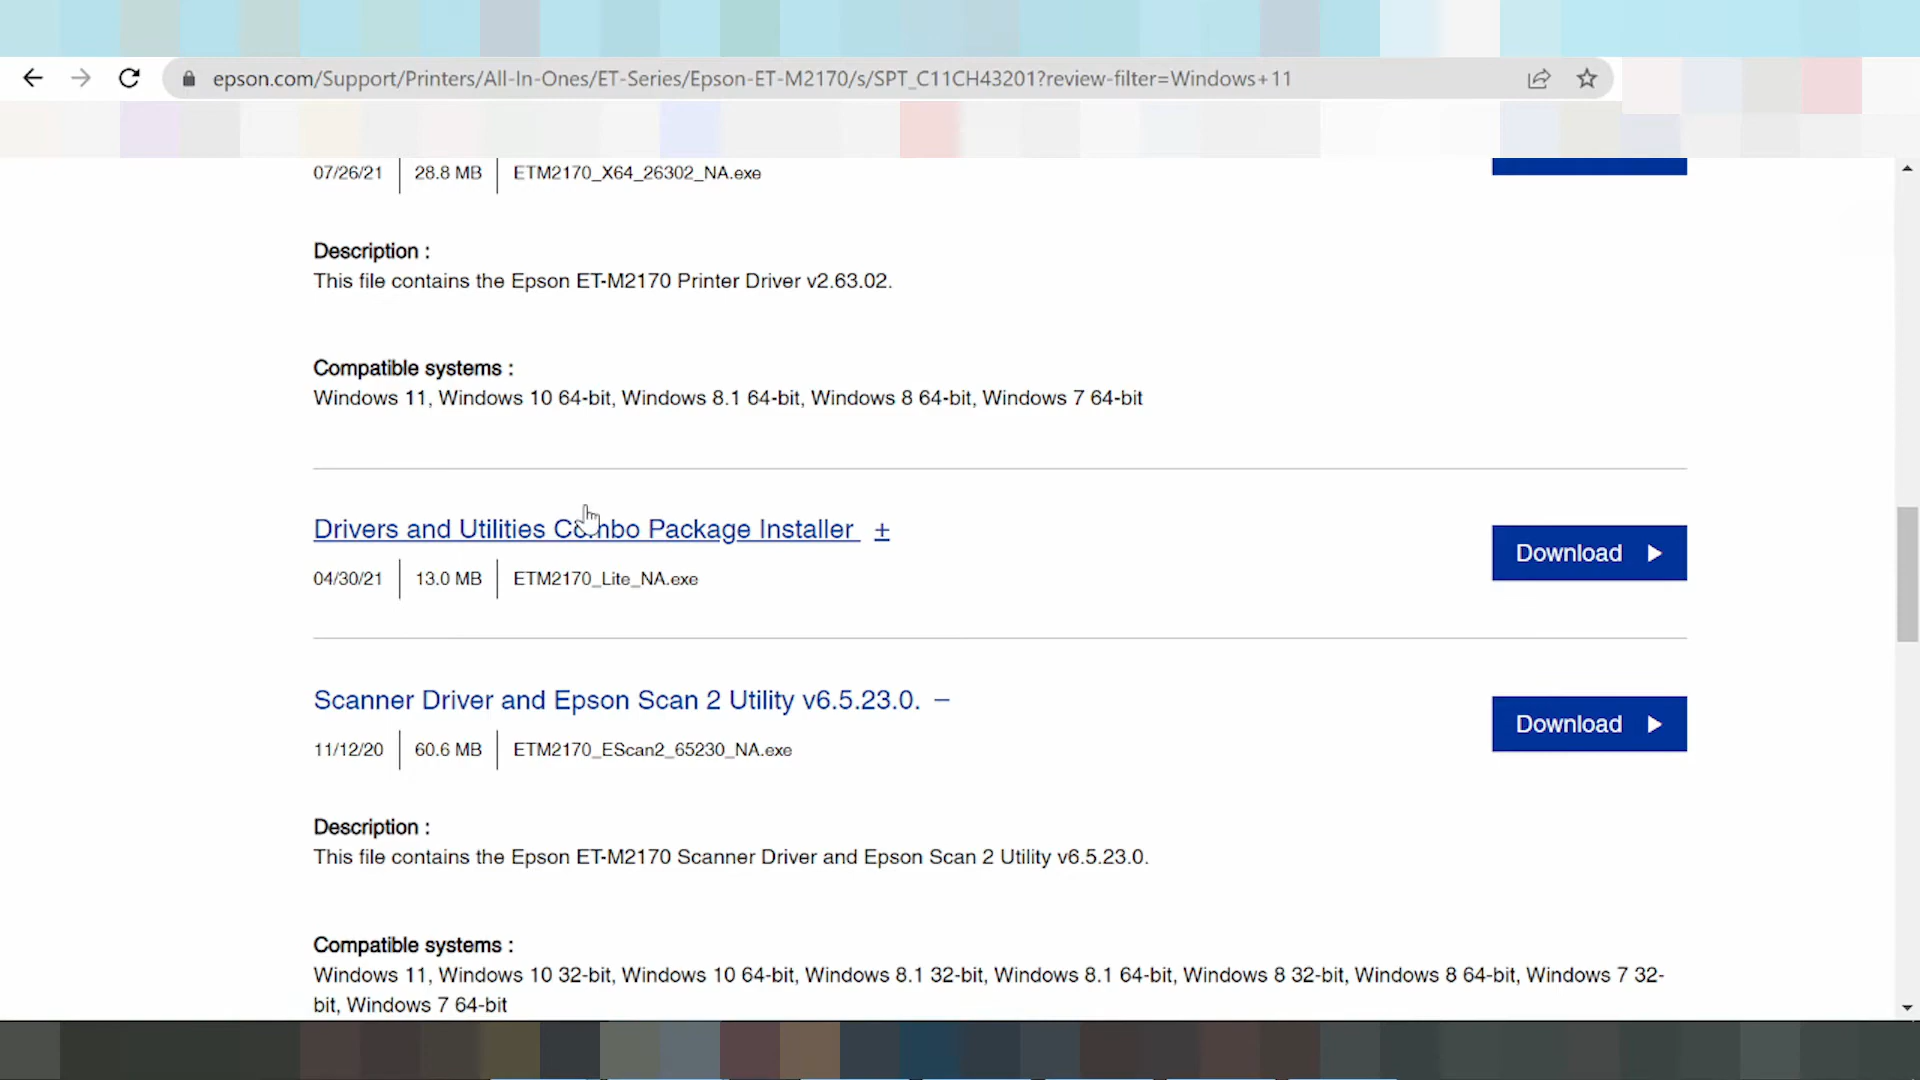 epson.com/Support/Printers/All-In-Ones/ET-Series/Epson-ET-M2170/s/SPT_C11CH43201?review-filter=Windows+11
07/26/21 | 28.8 MB | ETM2170_X64_26302_NA.exe
Description :
This file contains the Epson ET-M2170 Printer Driver v2.63.02.
Compatible systems :
Windows 11, Windows 10 64-bit, Windows 8.1 64-bit, Windows 8 64-bit, Windows 7 64-bit
Drivers and Utilities Combo Package Installer +
Download
04/30/21 | 13.0 MB | ETM2170_Lite_NA.exe
Scanner Driver and Epson Scan 2 Utility v6.5.23.0. −
Download
11/12/20 | 60.6 MB | ETM2170_EScan2_65230_NA.exe
Description :
This file contains the Epson ET-M2170 Scanner Driver and Epson Scan 2 Utility v6.5.23.0.
Compatible systems :
Windows 11, Windows 10 32-bit, Windows 10 64-bit, Windows 8.1 32-bit, Windows 8.1 64-bit, Windows 8 32-bit, Windows 8 64-bit, Windows 7 32-
bit, Windows 7 64-bit